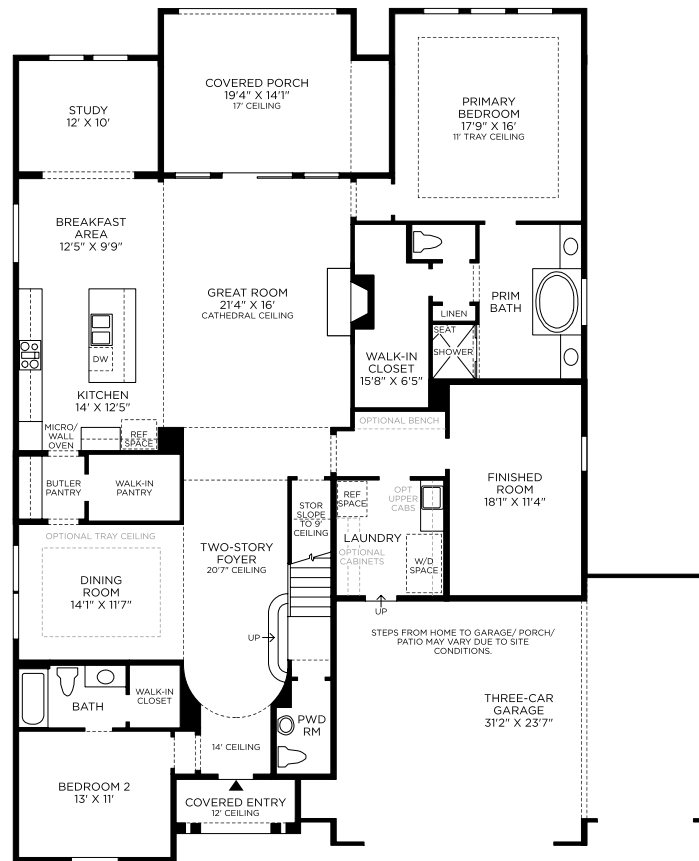 COVERED PORCH
19'4" X 14'1"
17' CEILING
STUDY
12' X 10'
PRIMARY
BEDROOM
17'9" X 16'
11' TRAY CEILING
BREAKFAST
AREA
12'5" X 9'9"
GREAT ROOM
21'4" X 16'
CATHEDRAL CEILING
PRIM
BATH
LINEN
SEAT
SHOWER
WALK-IN
CLOSET
15'8" X 6'5"
DW
KITCHEN
14' X 12'5"
MICRO/
WALL
OVEN
REF
SPACE
OPTIONAL BENCH
BUTLER
PANTRY
WALK-IN
PANTRY
STOR
SLOPE
TO 9'
CEILING
REF
SPACE
OPT
UPPER
CABS
FINISHED
ROOM
18'1" X 11'4"
LAUNDRY
OPTIONAL
CABINETS
W/D
SPACE
OPTIONAL TRAY CEILING
TWO-STORY
FOYER
20'7" CEILING
DINING
ROOM
14'1" X 11'7"
UP
UP
STEPS FROM HOME TO GARAGE/ PORCH/
PATIO MAY VARY DUE TO SITE
CONDITIONS.
BATH
WALK-IN
CLOSET
THREE-CAR
GARAGE
31'2" X 23'7"
PWD
RM
14' CEILING
BEDROOM 2
13' X 11'
COVERED ENTRY
12' CEILING